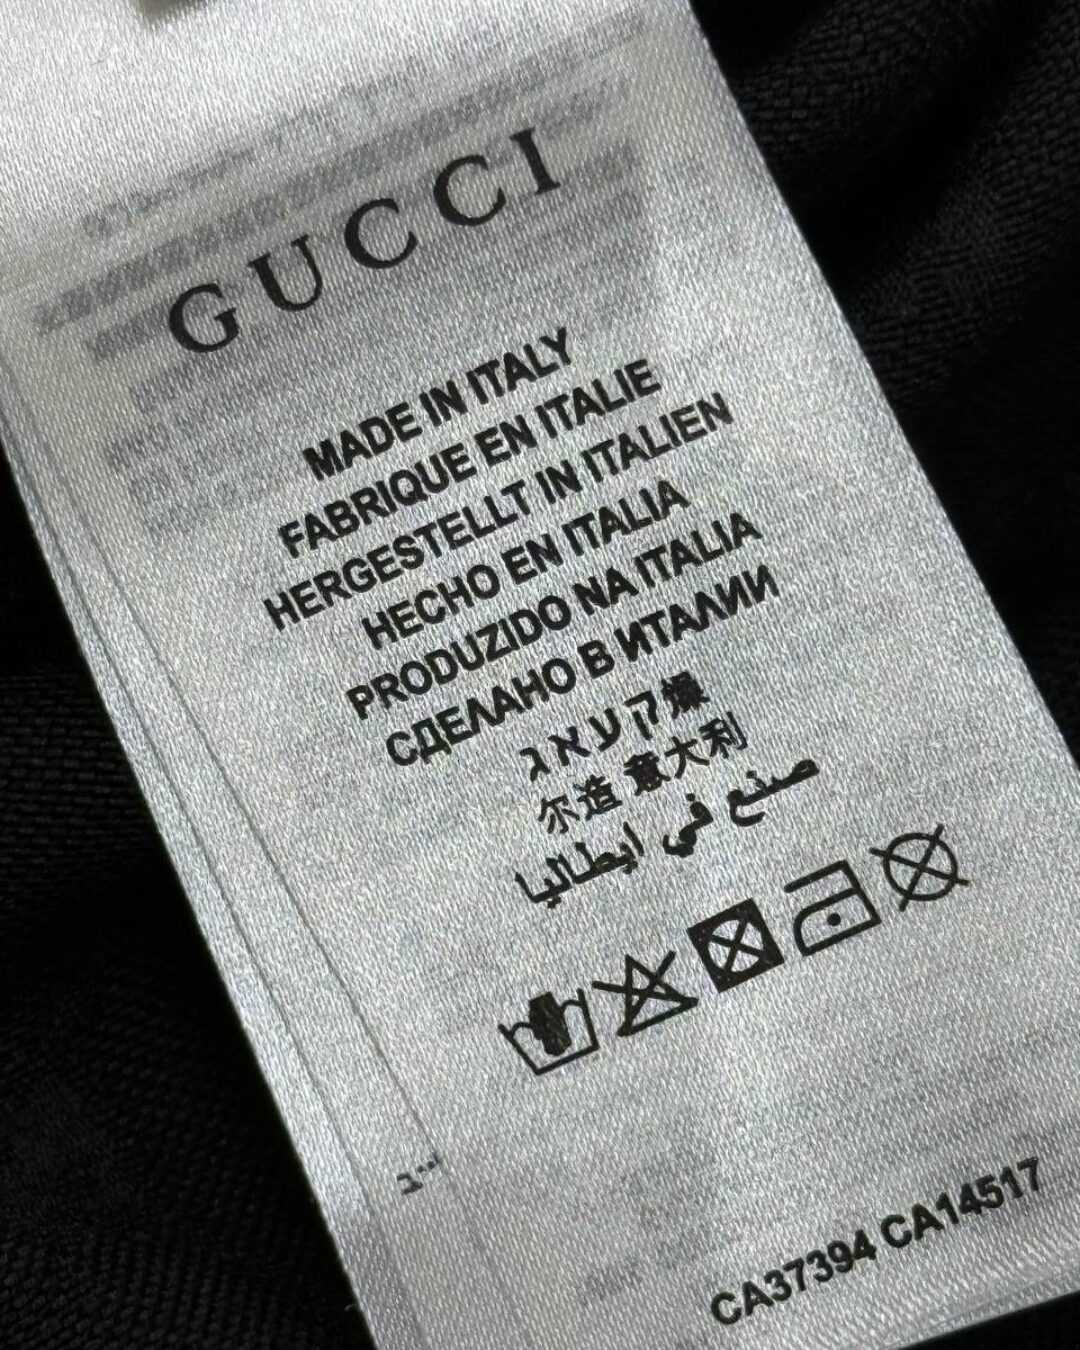 GUCCI
MADE IN ITALY
FABRIQUE EN ITALIE
HERGESTELLT IN ITALIEN
HECHO EN ITALIA
PRODUZIDO NA ITALIA
СДЕЛАНО В ИТАЛИИ
尔造 意大利
صنع في ايطاليا
CA37394 CA14517